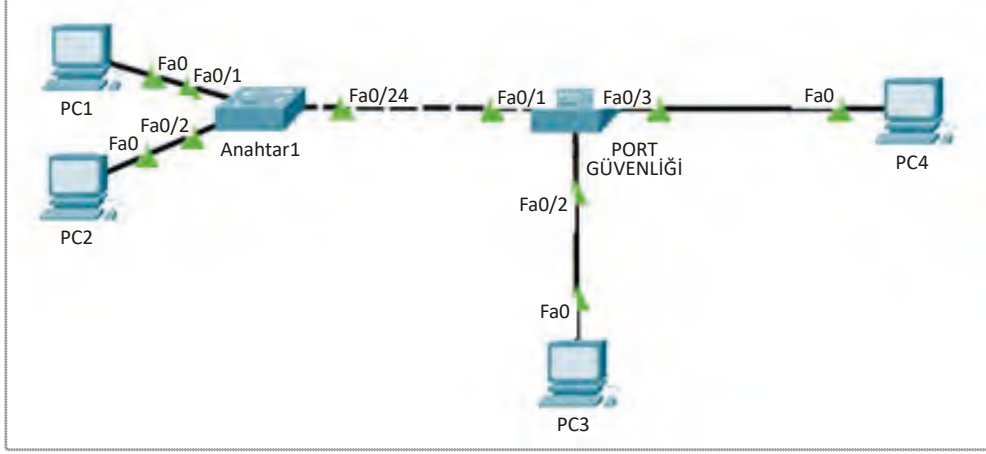 Fa0
Fa0/1
PC1
Fa0/2
Fa0
PC2
Anahtar1
Fa0/24
Fa0/1
Fa0/3
Fa0
PORT
GÜVENLİĞİ
PC4
Fa0/2
Fa0
PC3